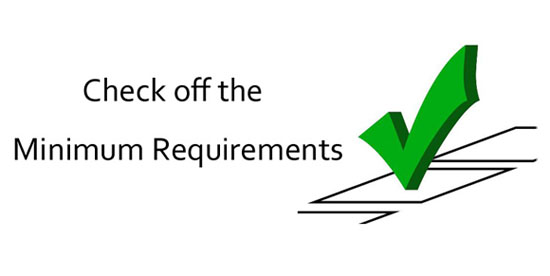 Check off the
Minimum Requirements